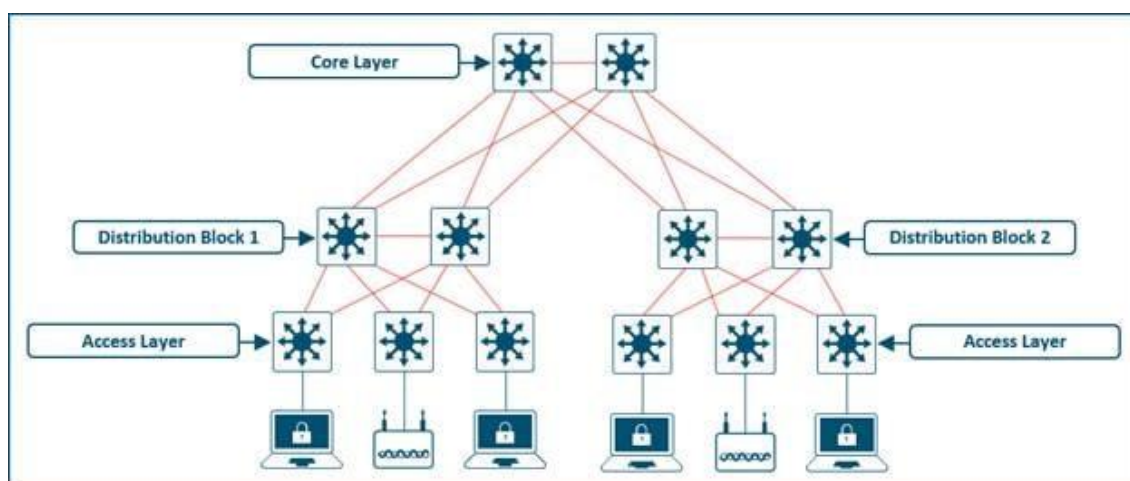 Core Layer
Distribution Block 1
Distribution Block 2
Access Layer
Access Layer